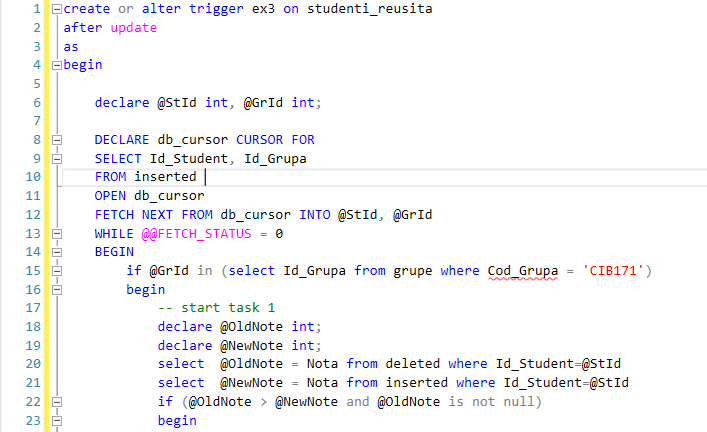 1 create or alter trigger ex3 on studenti_reusita
2 after update
3 as
4 begin
5
6 declare @StId int, @GrId int;
7
8 DECLARE db_cursor CURSOR FOR
9 SELECT Id_Student, Id_Grupa
10 FROM inserted
11 OPEN db_cursor
12 FETCH NEXT FROM db_cursor INTO @StId, @GrId
13 WHILE @@FETCH_STATUS = 0
14 BEGIN
15 if @GrId in (select Id_Grupa from grupe where Cod_Grupa = 'CIB171')
16 begin
17 -- start task 1
18 declare @OldNote int;
19 declare @NewNote int;
20 select  @OldNote = Nota from deleted where Id_Student=@StId
21 select  @NewNote = Nota from inserted where Id_Student=@StId
22 if (@OldNote > @NewNote and @OldNote is not null)
23 begin